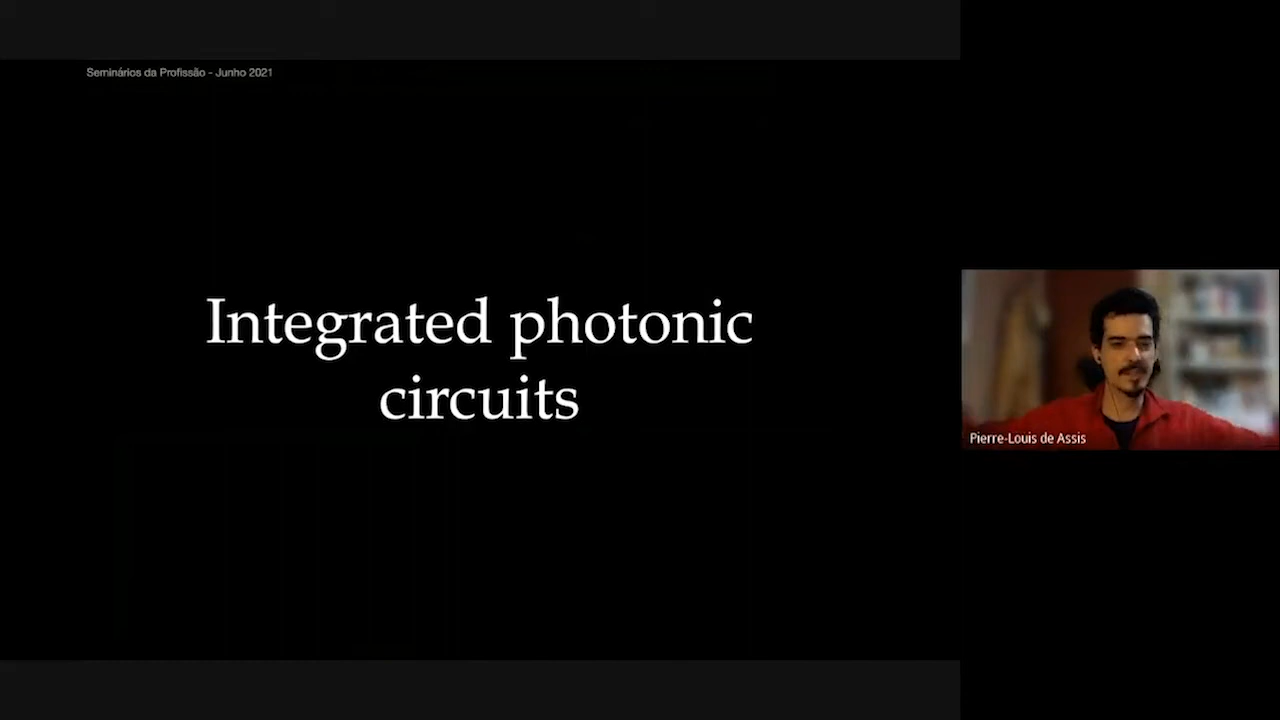 Seminários da Profissão - Junho 2021
Integrated photonic
circuits
Pierre-Louis de Assis